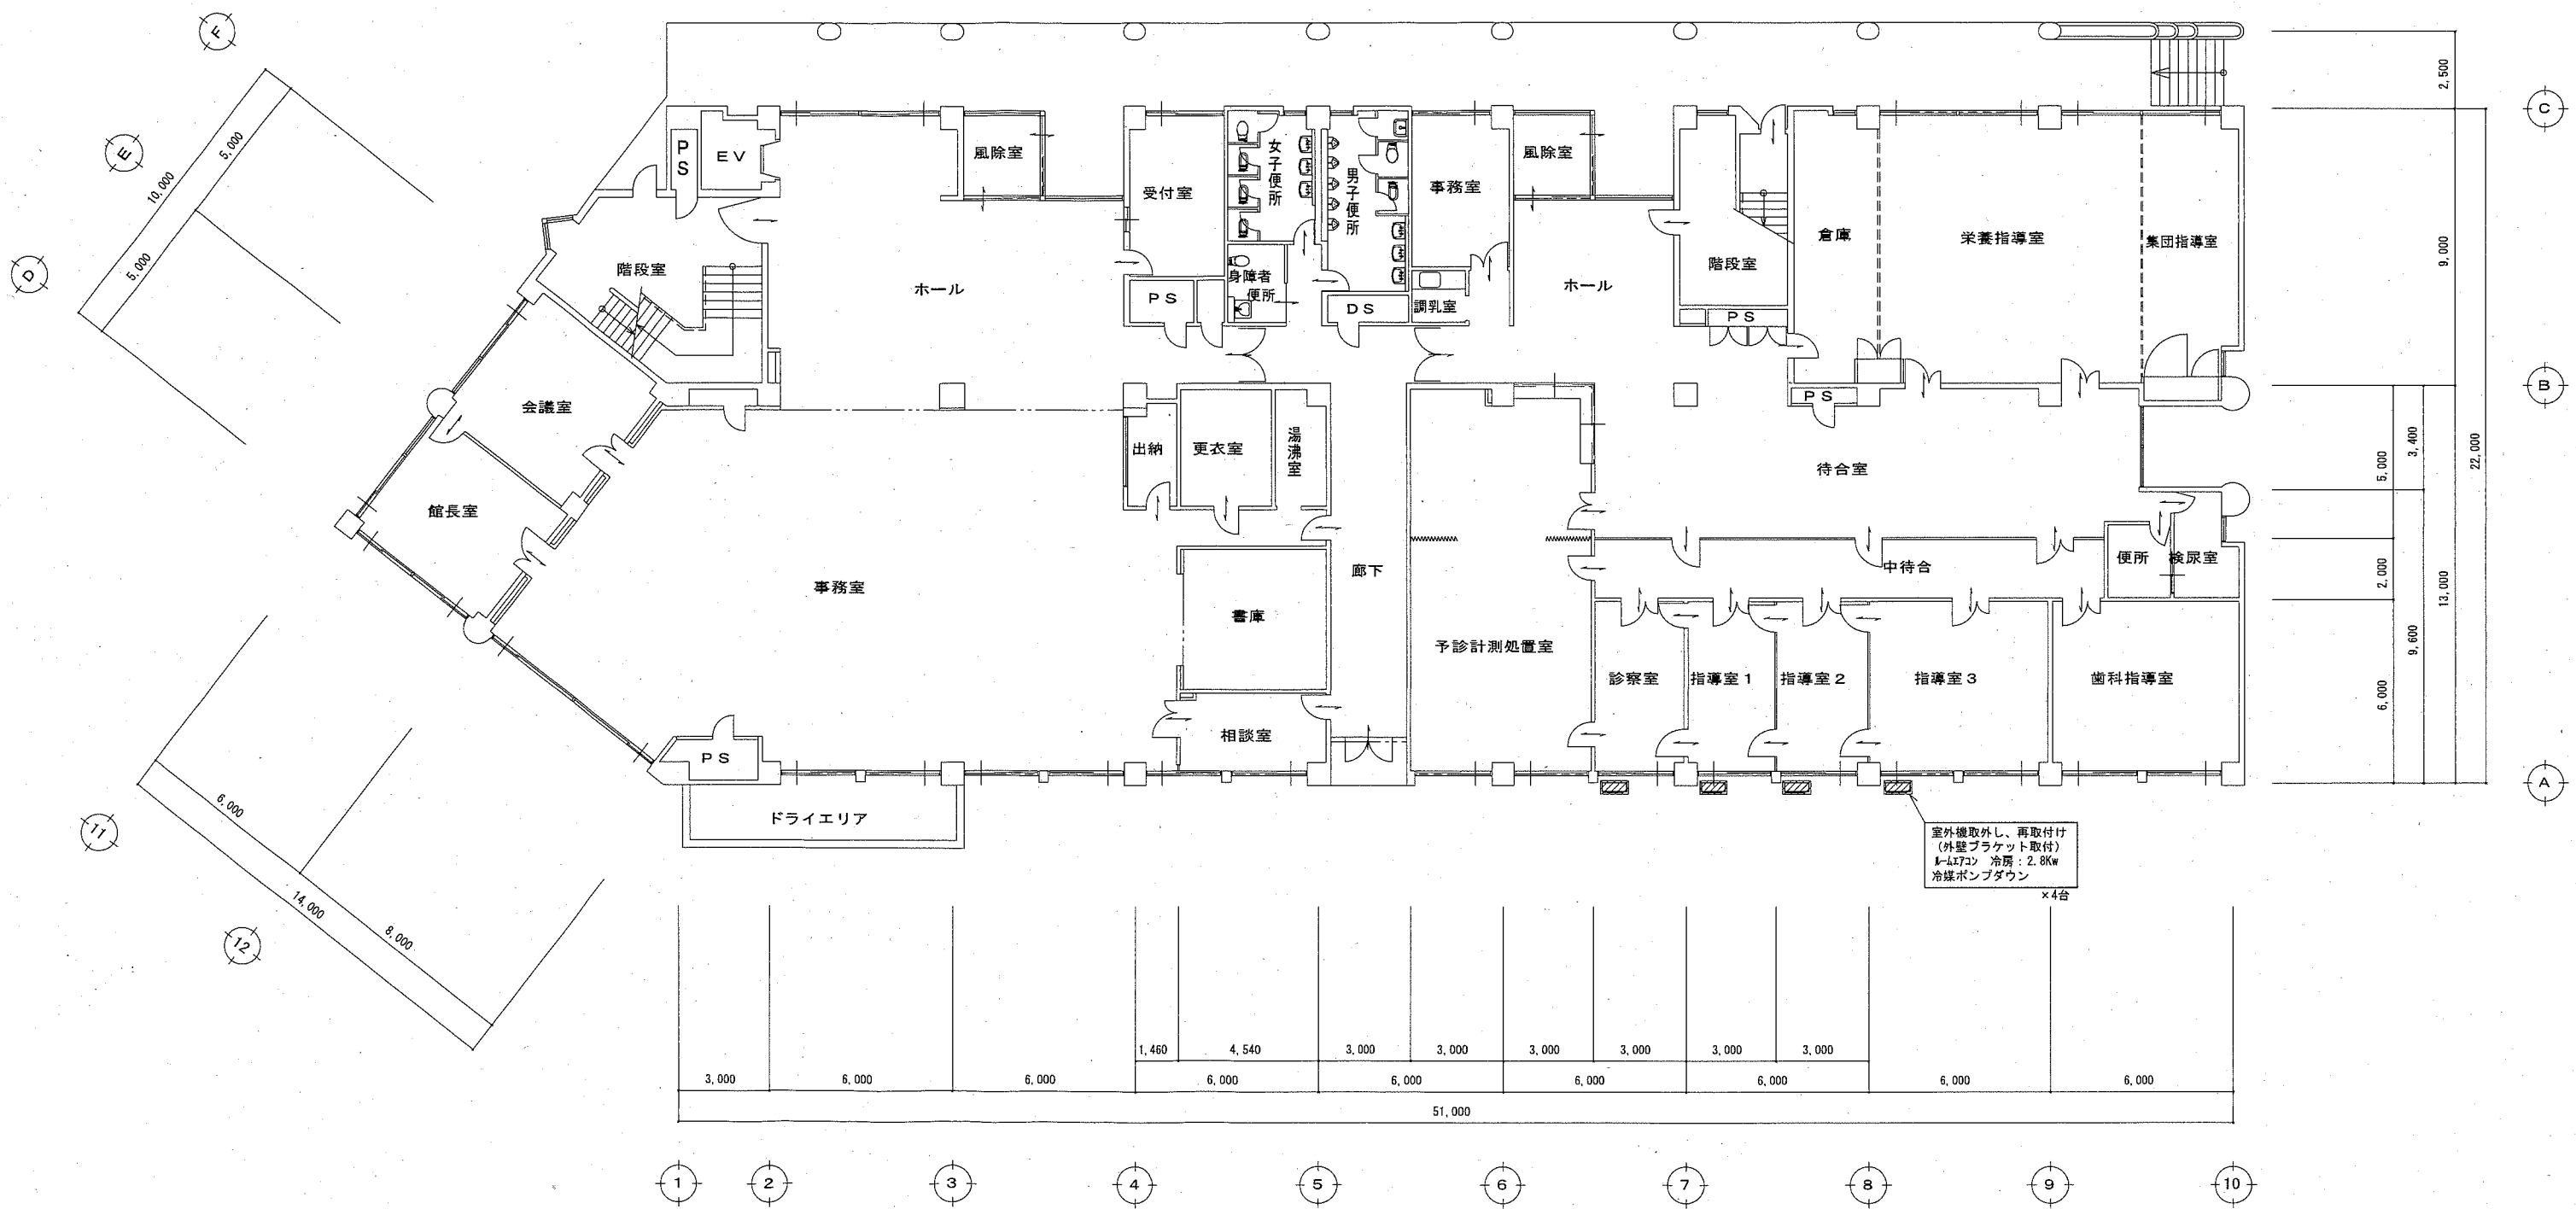 F
E
D
10,000
5,000
5,000
2,500
C
PS
EV
風除室
受付室
女子便所
男子便所
事務室
風除室
階段室
ホール
身障者
便所
PS
DS
調乳室
ホール
階段室
PS
倉庫
栄養指導室
集団指導室
9,000
B
会議室
館長室
出納
更衣室
湯沸室
PS
待合室
5,000
3,400
22,000
事務室
書庫
廊下
予診計測処置室
中待合
便所
検尿室
2,000
13,000
9,600
6,000
診察室
指導室1
指導室2
指導室3
歯科指導室
相談室
PS
ドライエリア
A
室外機取外し、再取付け
(外壁ブラケット取付)
ルームエアコン 冷房:2.8Kw
冷媒ポンプダウン
×4台
11
12
6,000
14,000
8,000
1,460
4,540
3,000
3,000
3,000
3,000
3,000
3,000
3,000
6,000
6,000
6,000
6,000
6,000
6,000
6,000
6,000
51,000
1
2
3
4
5
6
7
8
9
10